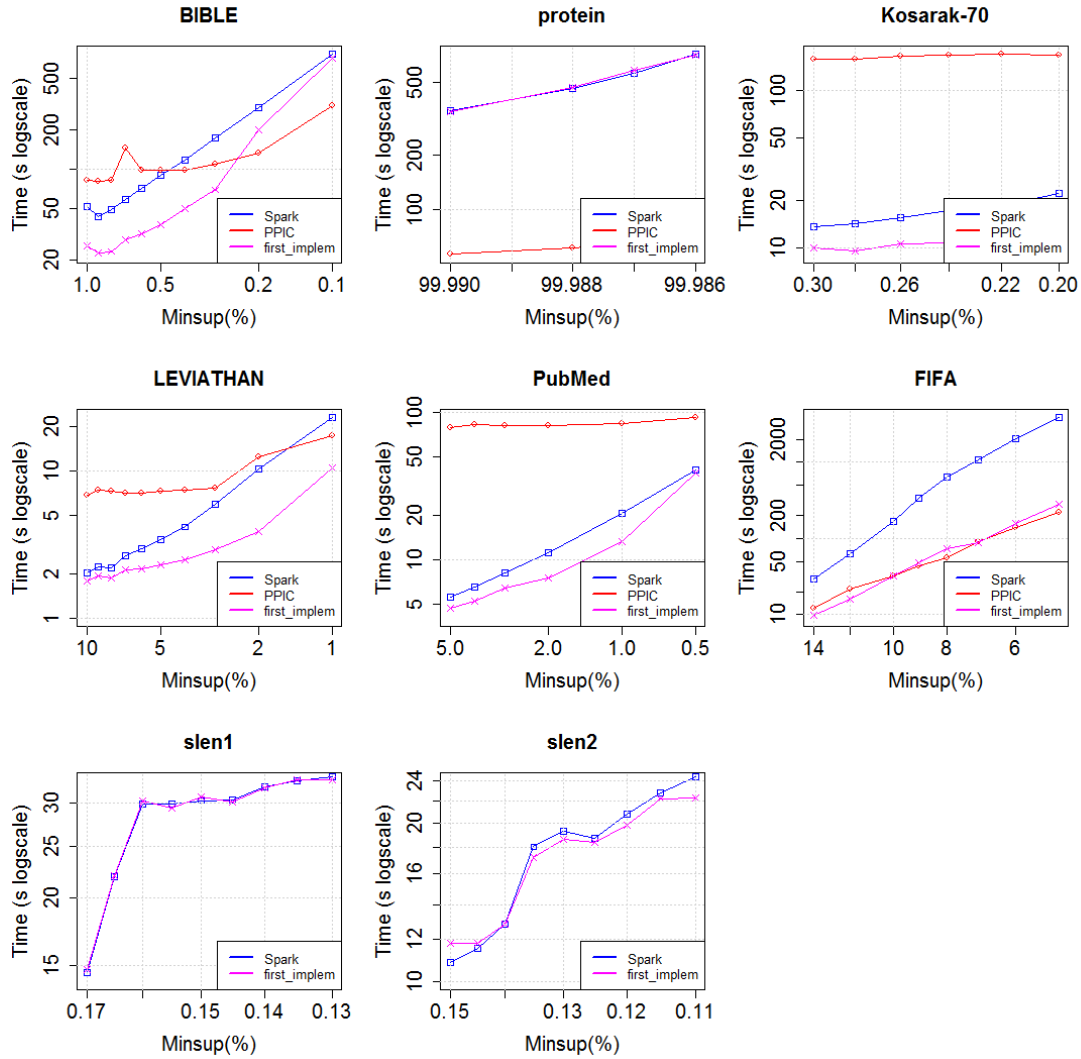 BIBLE
Time (s logscale)
500
200
50
20
1.0 0.5 0.2 0.1
Minsup(%)
Spark
PPIC
first_implem
protein
Time (s logscale)
500
200
100
99.990 99.988 99.986
Minsup(%)
Spark
PPIC
first_implem
Kosarak-70
Time (s logscale)
100
50
20
10
0.30 0.26 0.22 0.20
Minsup(%)
Spark
PPIC
first_implem
LEVIATHAN
Time (s logscale)
20
10
5
2
1
10 5 2 1
Minsup(%)
Spark
PPIC
first_implem
PubMed
Time (s logscale)
100
50
20
10
5
5.0 2.0 1.0 0.5
Minsup(%)
Spark
PPIC
first_implem
FIFA
Time (s logscale)
2000
200
50
10
14 10 8 6
Minsup(%)
Spark
PPIC
first_implem
slen1
Time (s logscale)
30
25
20
15
0.17 0.15 0.14 0.13
Minsup(%)
Spark
first_implem
slen2
Time (s logscale)
24
20
16
12
10
0.15 0.13 0.12 0.11
Minsup(%)
Spark
first_implem